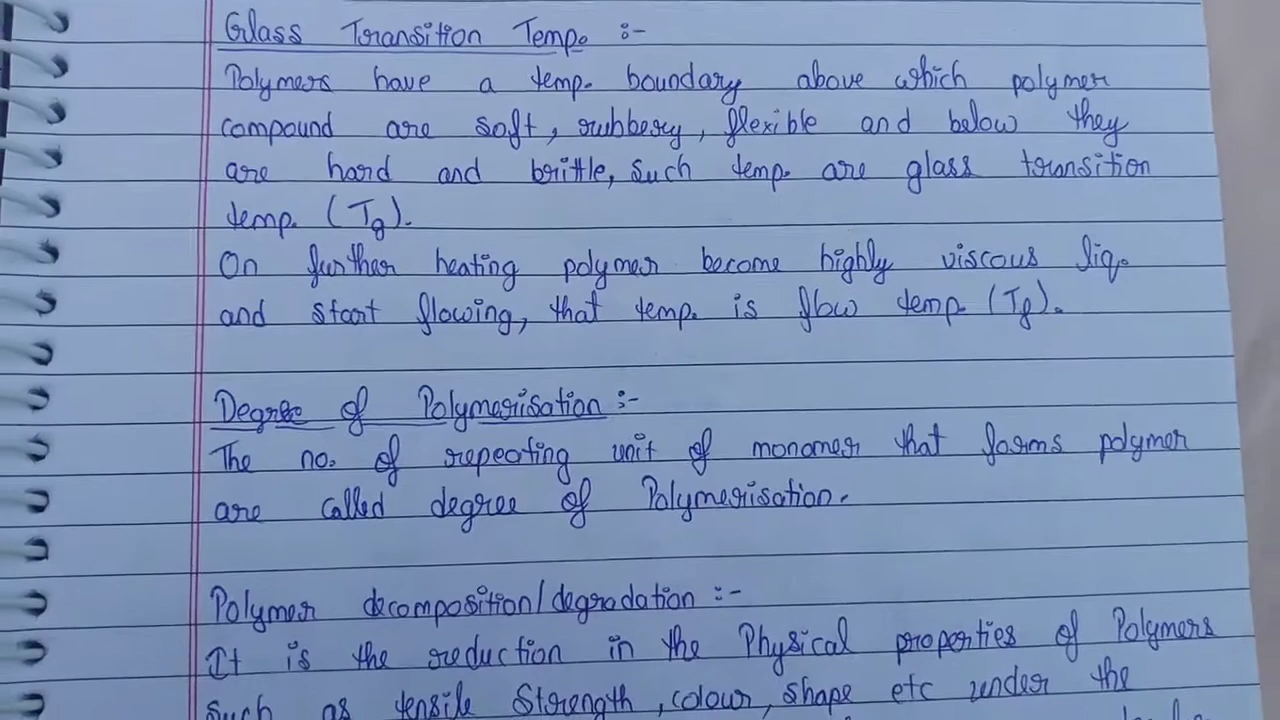 Glass Transition Temp. :-
Polymers have a temp. boundary above which polymer
compound are soft, rubbery, flexible and below they
are hard and brittle, such temp. are glass transition
temp. (Tg).
On further heating polymer become highly viscous liq.
and start flowing, that temp. is flow temp. (Tf).
Degree of Polymerisation :-
The no. of repeating unit of monomer that forms polymer
are called degree of Polymerisation.
Polymer decomposition/degradation :-
It is the reduction in the Physical properties of Polymers
such as tensile Strength, colour, shape etc under the